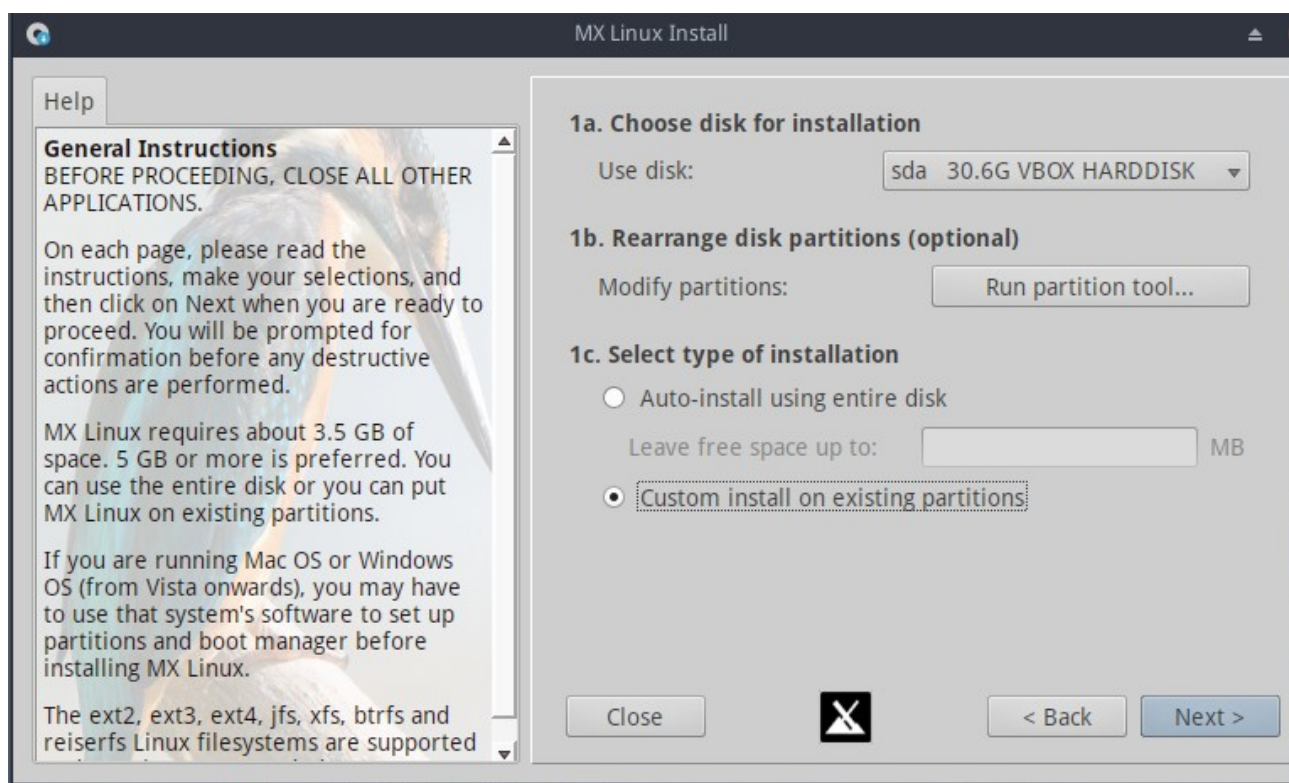 MX Linux Install
Help
General Instructions
BEFORE PROCEEDING, CLOSE ALL OTHER
APPLICATIONS.
On each page, please read the
instructions, make your selections, and
then click on Next when you are ready to
proceed. You will be prompted for
confirmation before any destructive
actions are performed.
MX Linux requires about 3.5 GB of
space. 5 GB or more is preferred. You
can use the entire disk or you can put
MX Linux on existing partitions.
If you are running Mac OS or Windows
OS (from Vista onwards), you may have
to use that system's software to set up
partitions and boot manager before
installing MX Linux.
The ext2, ext3, ext4, jfs, xfs, btrfs and
reiserfs Linux filesystems are supported
1a. Choose disk for installation
Use disk: sda 30.6G VBOX HARDDISK
1b. Rearrange disk partitions (optional)
Modify partitions: Run partition tool...
1c. Select type of installation
Auto-install using entire disk
Leave free space up to: MB
Custom install on existing partitions
Close < Back Next >